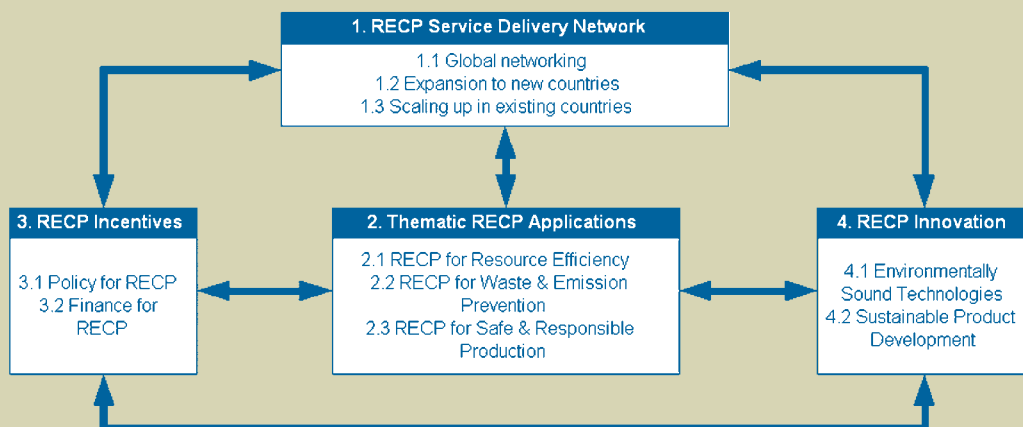 1. RECP Service Delivery Network
1.1 Global networking
1.2 Expansion to new countries
1.3 Scaling up in existing countries
3. RECP Incentives
3.1 Policy for RECP
3.2 Finance for
RECP
2. Thematic RECP Applications
2.1 RECP for Resource Efficiency
2.2 RECP for Waste & Emission
Prevention
2.3 RECP for Safe & Responsible
Production
4. RECP Innovation
4.1 Environmentally
Sound Technologies
4.2 Sustainable Product
Development